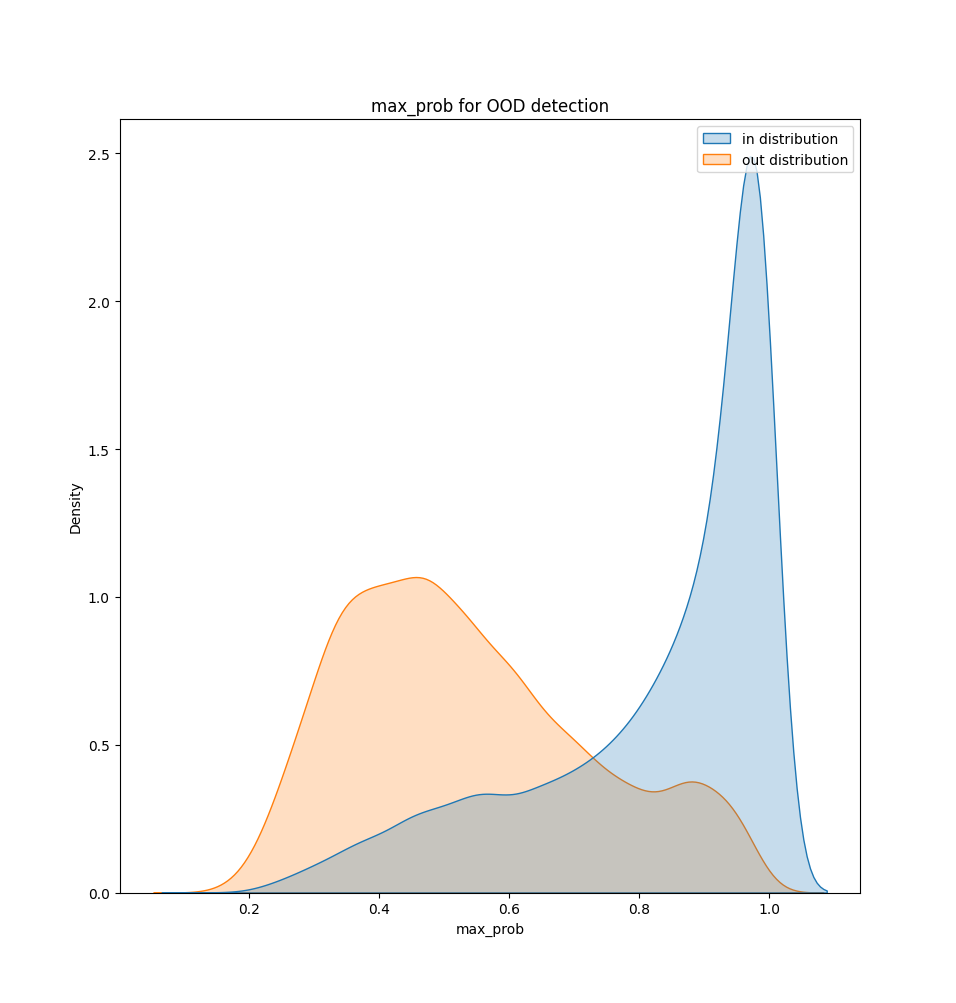 max_prob for OOD detection
in distribution
out distribution
2.5
2.0
1.5
1.0
0.5
0.0
Density
0.2 0.4 0.6 0.8 1.0
max_prob